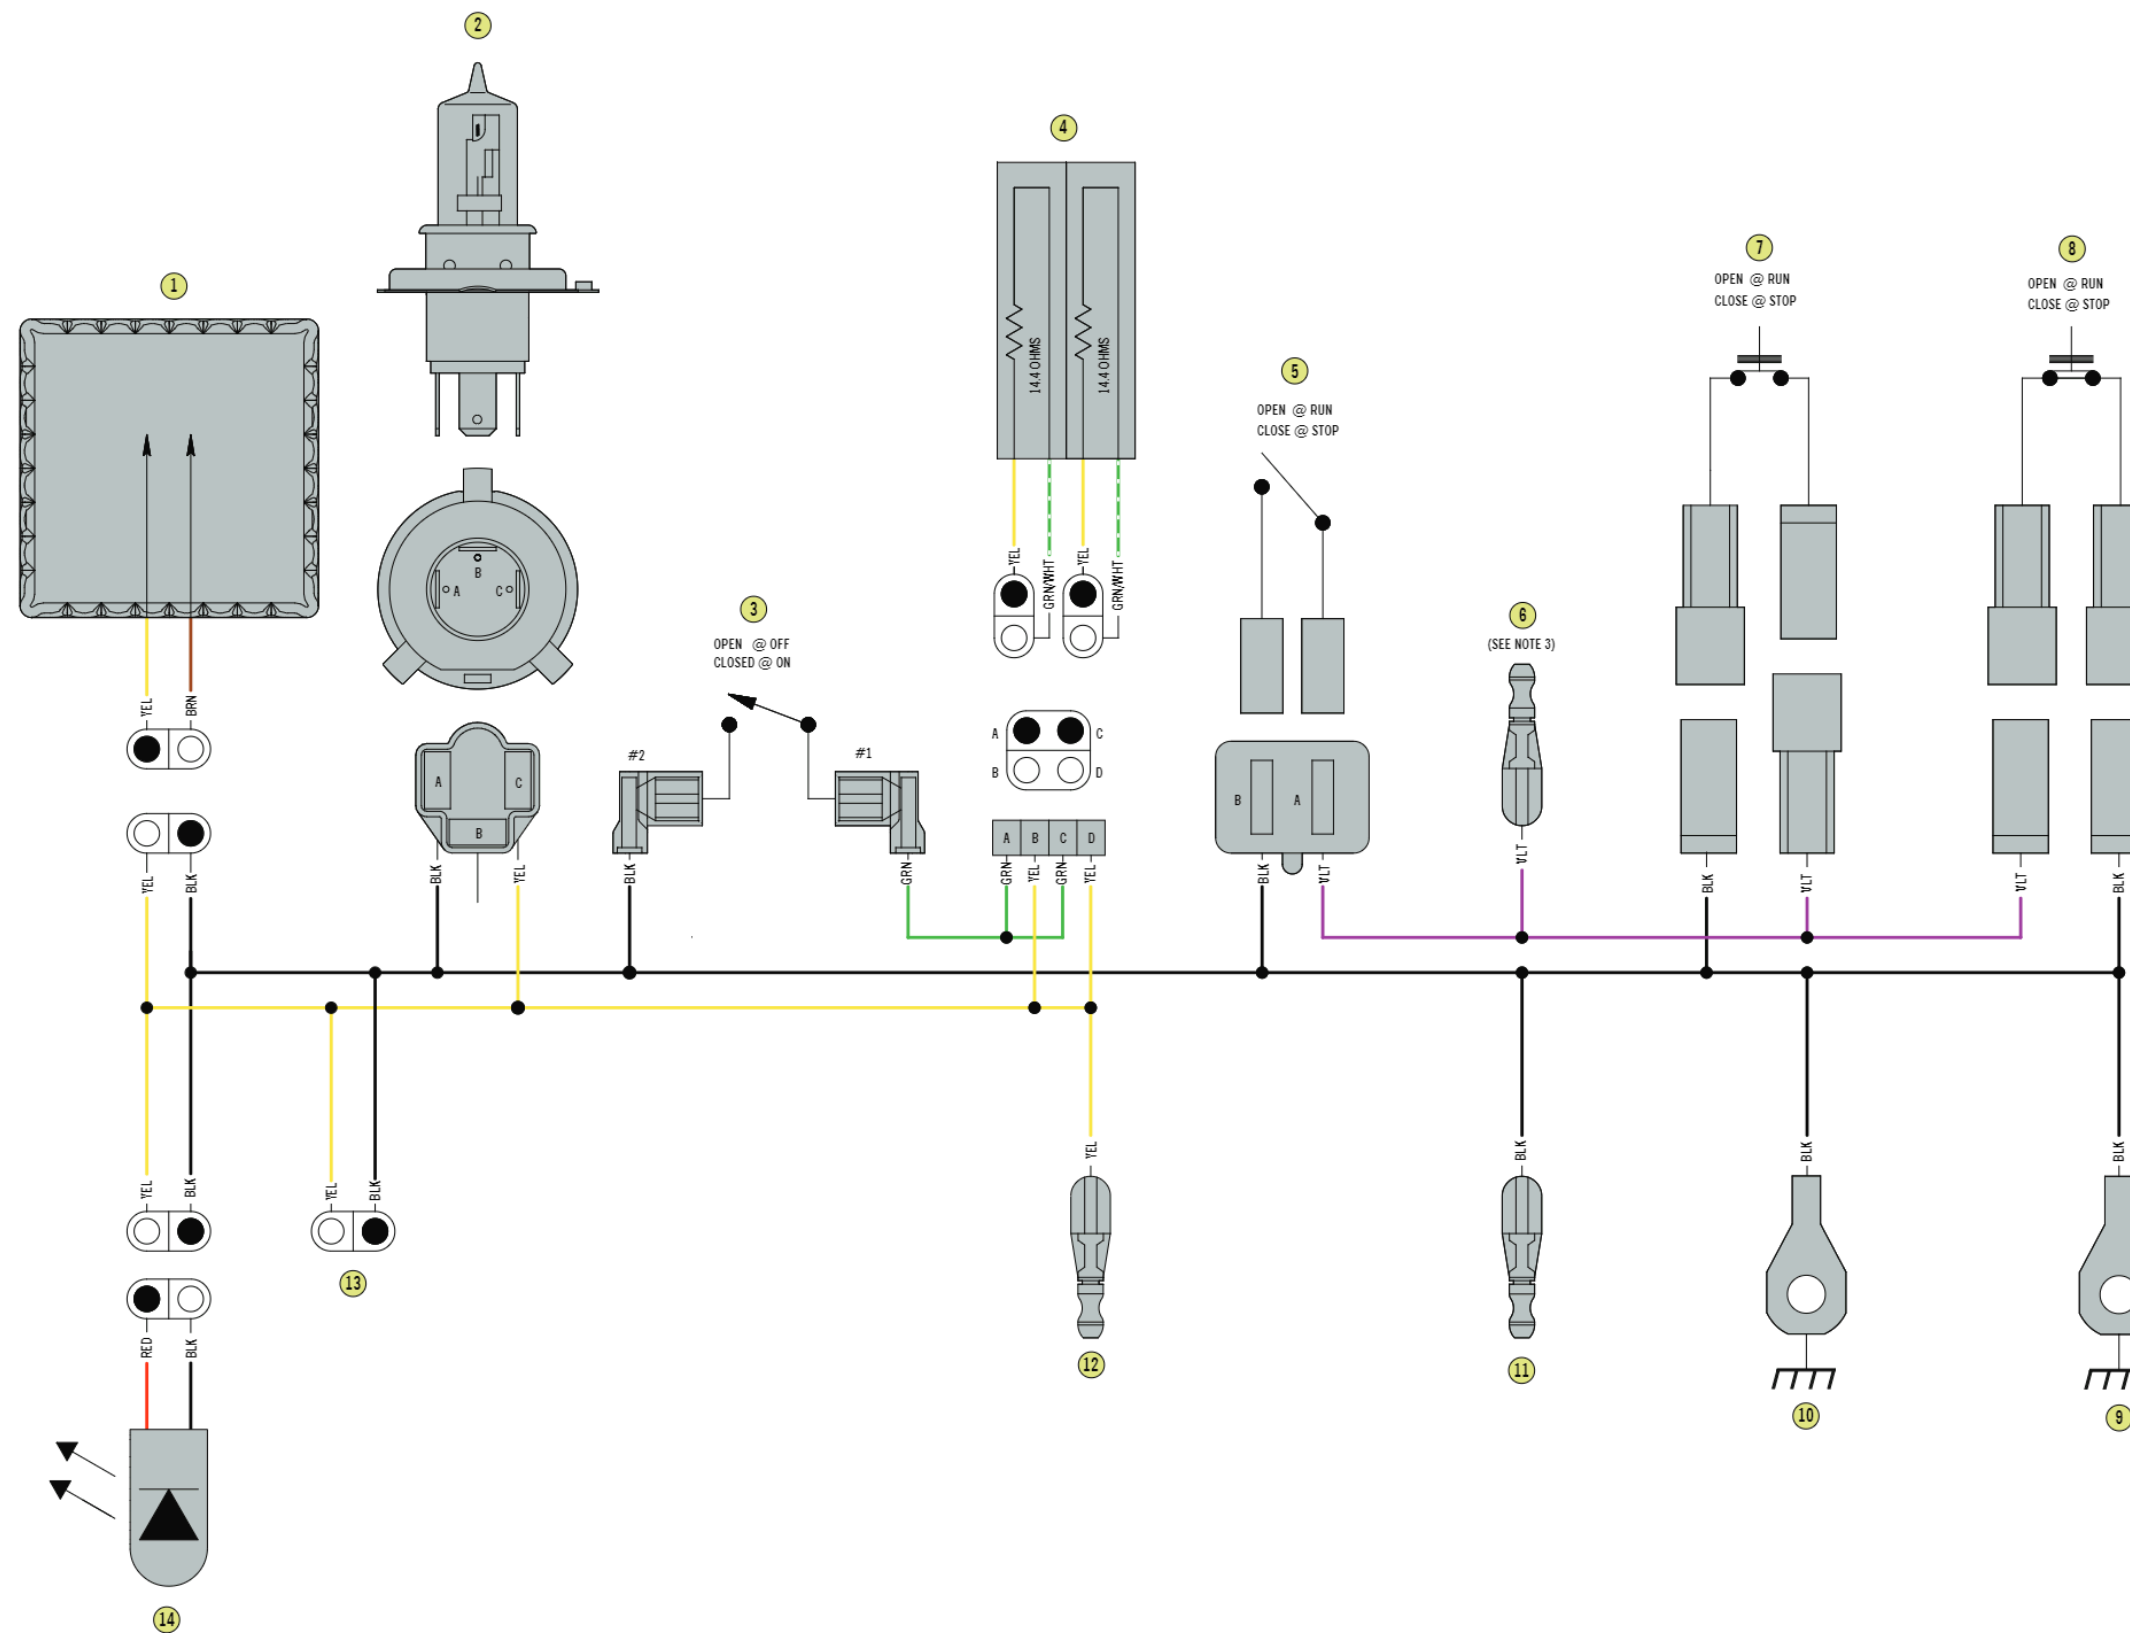 2
4
7
OPEN @ RUN
CLOSE @ STOP
8
OPEN @ RUN
CLOSE @ STOP
1
14.4 OHMS
14.4 OHMS
5
OPEN @ RUN
CLOSE @ STOP
YEL
GRN/WHT
YEL
GRN/WHT
B
A
C
3
OPEN @ OFF
CLOSED @ ON
6
(SEE NOTE 3)
YEL
BRN
A
C
B
D
#2
#1
A
C
B
B
A
A
B
C
D
YEL
BLK
BLK
YEL
BLK
GRN
GRN
YEL
GRN
YEL
BLK
VLT
VLT
BLK
VLT
VLT
BLK
YEL
BLK
YEL
BLK
YEL
BLK
BLK
BLK
13
RED
BLK
12
11
10
9
14